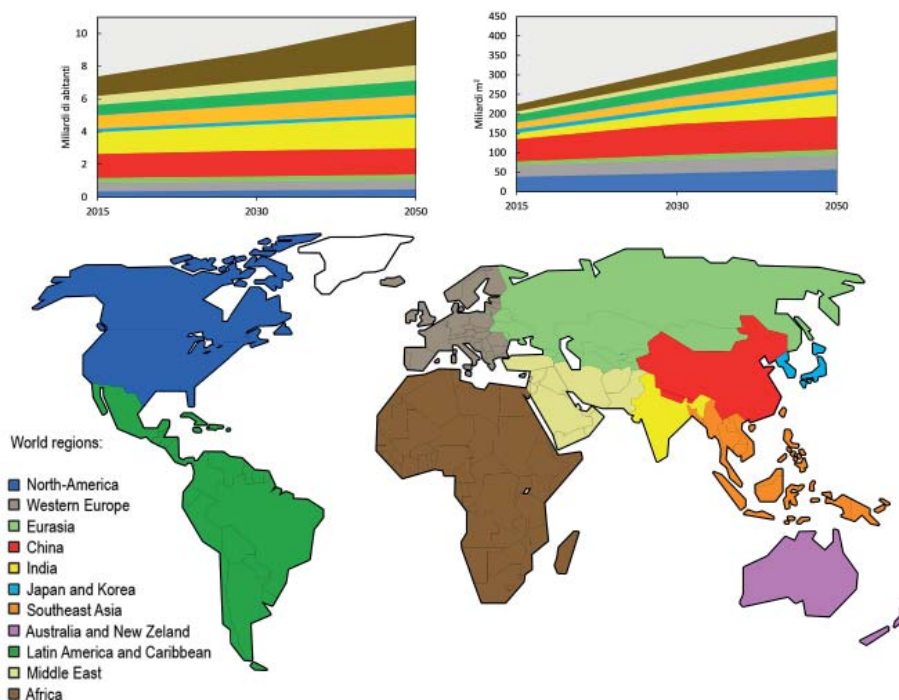 10
8
6
4
2
0
Miliardi di abitanti
2015
2030
2050
450
400
350
300
250
200
150
100
50
0
Miliardi m²
2015
2030
2050
World regions:
North-America
Western Europe
Eurasia
China
India
Japan and Korea
Southeast Asia
Australia and New Zeland
Latin America and Caribbean
Middle East
Africa